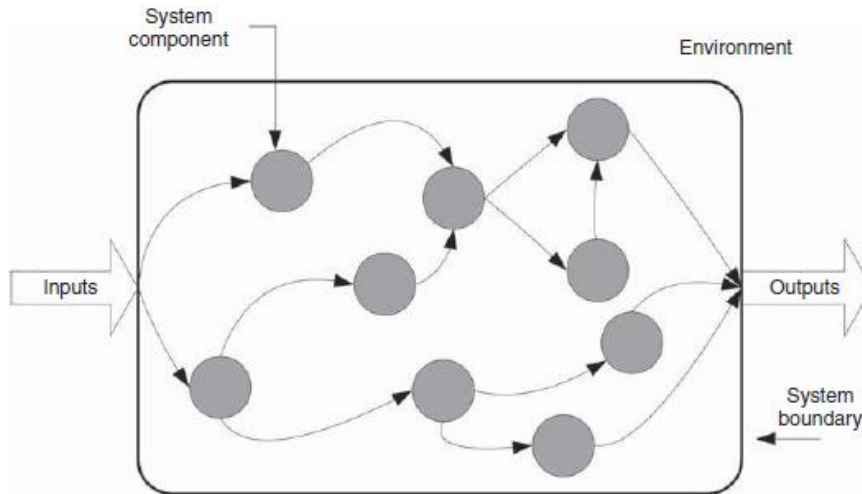 System
component
Environment
Inputs
Outputs
System
boundary